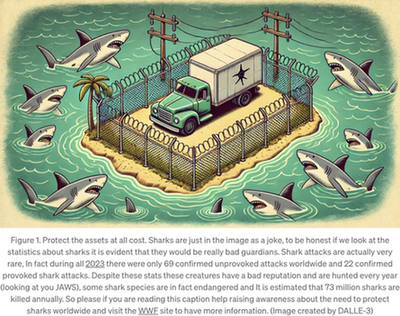 Figure 1. Protect the assets at all cost. Sharks are just in the image as a joke, to be honest if we look at the
statistics about sharks it is evident that they would be really bad guardians. Shark attacks are actually very
rare, In fact during all 2023 there were only 69 confirmed unprovoked attacks worldwide and 22 confirmed
provoked shark attacks. Despite these stats these creatures have a bad reputation and are hunted every year
(looking at you JAWS), some shark species are in fact endangered and It is estimated that 73 million sharks are
killed annually. So please if you are reading this caption help raising awareness about the need to protect
sharks worldwide and visit the WWF site to have more information. (Image created by DALLE-3)